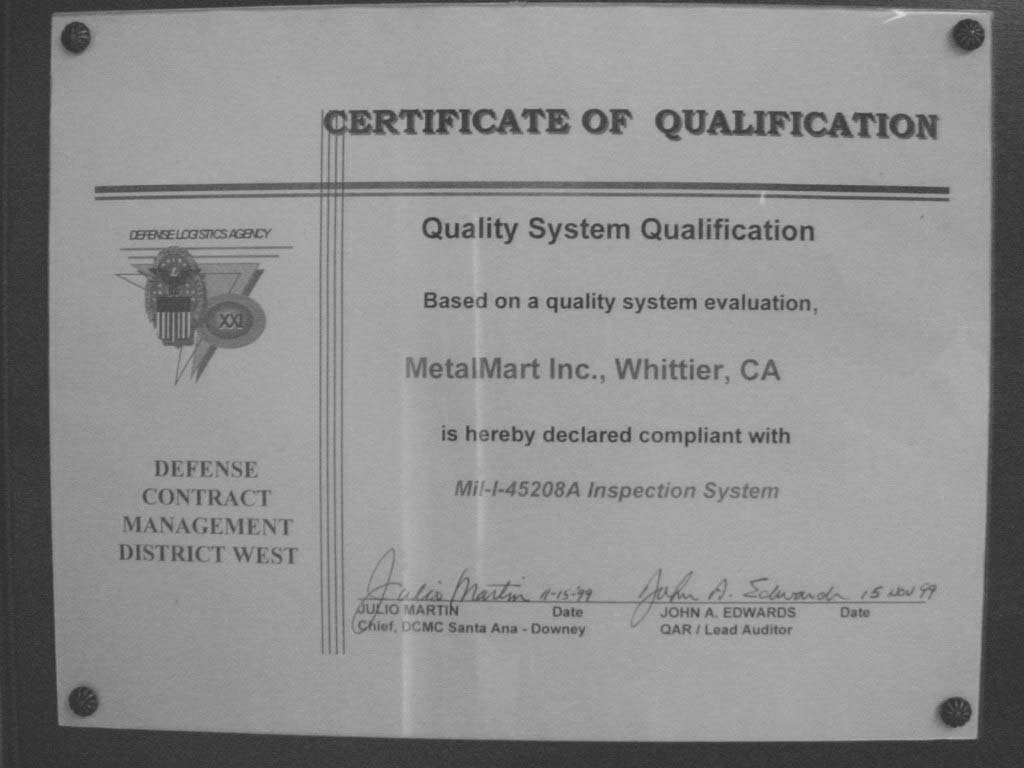 CERTIFICATE OF QUALIFICATION
DEFENSE LOGISTICS AGENCY
XXI
DEFENSE
CONTRACT
MANAGEMENT
DISTRICT WEST
Quality System Qualification
Based on a quality system evaluation,
MetalMart Inc., Whittier, CA
is hereby declared compliant with
Mil-I-45208A Inspection System
Julio Martin 11-15-99
JULIO MARTIN Date
Chief, DCMC Santa Ana - Downey
John A. Edwards 15 NOV 99
JOHN A. EDWARDS Date
QAR / Lead Auditor